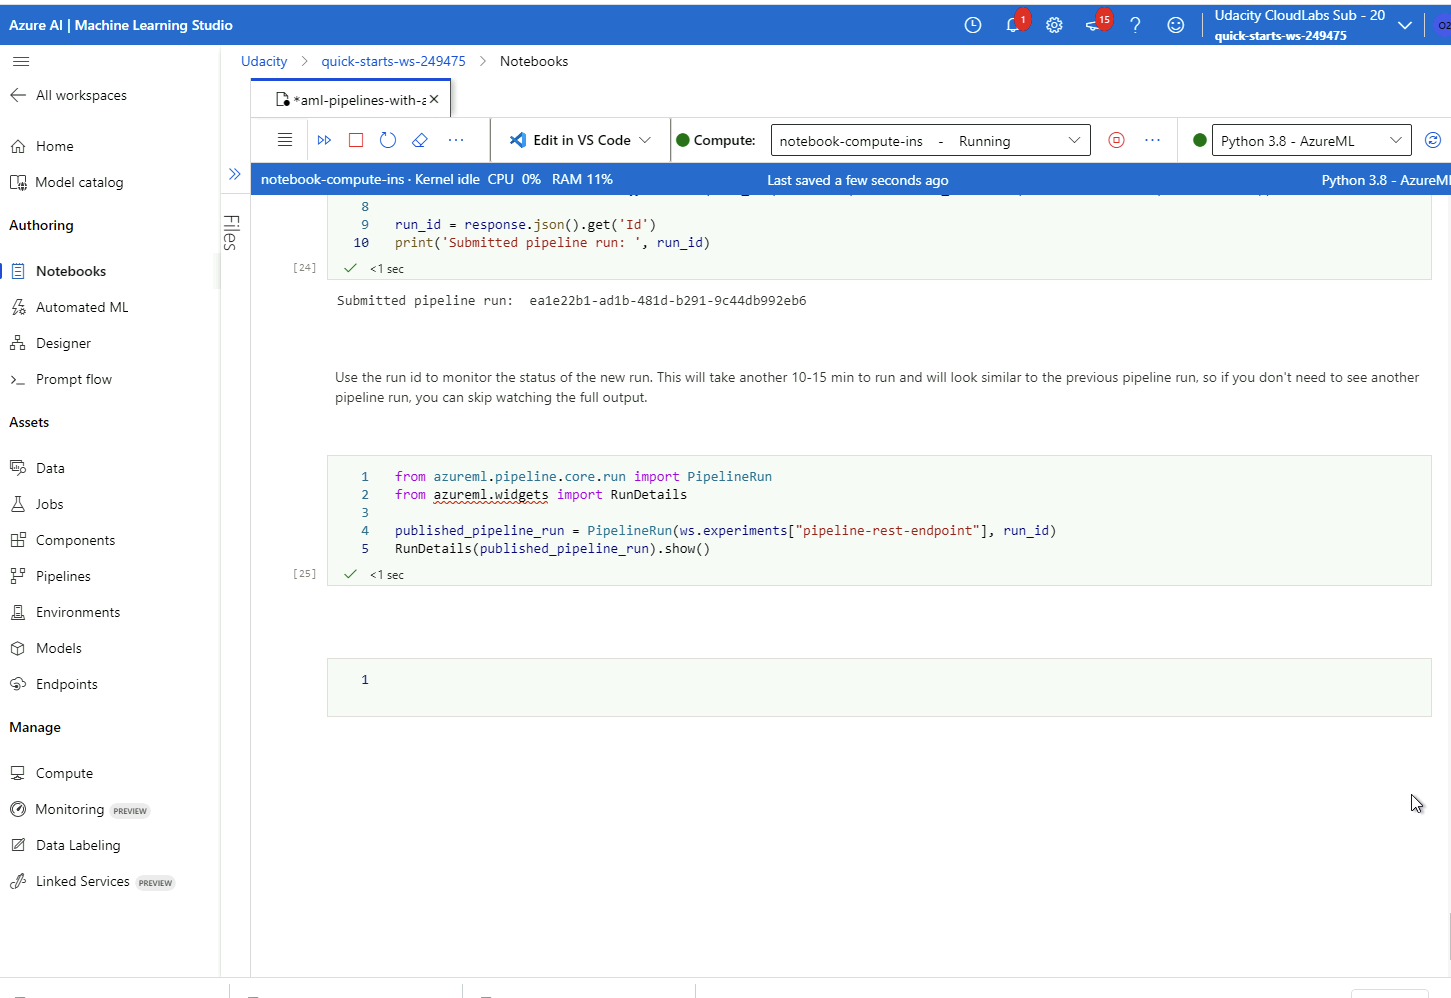 Azure AI | Machine Learning Studio
1
15
?
Udacity CloudLabs Sub - 20
quick-starts-ws-249475
All workspaces
Home
Model catalog
Authoring
Notebooks
Automated ML
Designer
Prompt flow
Assets
Data
Jobs
Components
Pipelines
Environments
Models
Endpoints
Manage
Compute
Monitoring PREVIEW
Data Labeling
Linked Services PREVIEW
Files
Udacity > quick-starts-ws-249475 > Notebooks
*aml-pipelines-with-a
Edit in VS Code
Compute:
notebook-compute-ins - Running
Python 3.8 - AzureML
notebook-compute-ins · Kernel idle CPU 0% RAM 11%
Last saved a few seconds ago
Python 3.8 - AzureMl
8
9 run_id = response.json().get('Id')
10 print('Submitted pipeline run: ', run_id)
[24] <1 sec
Submitted pipeline run: ea1e22b1-ad1b-481d-b291-9c44db992eb6
Use the run id to monitor the status of the new run. This will take another 10-15 min to run and will look similar to the previous pipeline run, so if you don't need to see another
pipeline run, you can skip watching the full output.
1 from azureml.pipeline.core.run import PipelineRun
2 from azureml.widgets import RunDetails
3
4 published_pipeline_run = PipelineRun(ws.experiments["pipeline-rest-endpoint"], run_id)
5 RunDetails(published_pipeline_run).show()
[25] <1 sec
1